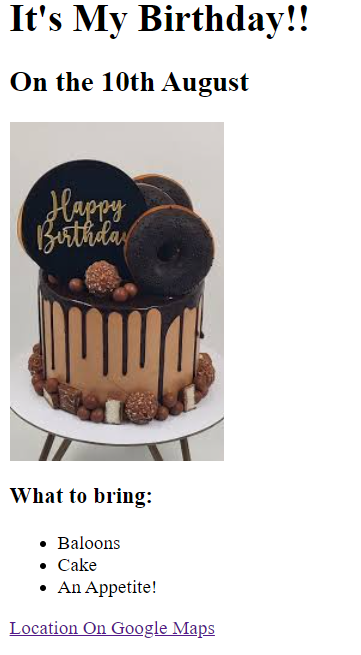 It's My Birthday!!
On the 10th August
Happy
Birthday
What to bring:
Baloons
Cake
An Appetite!
Location On Google Maps